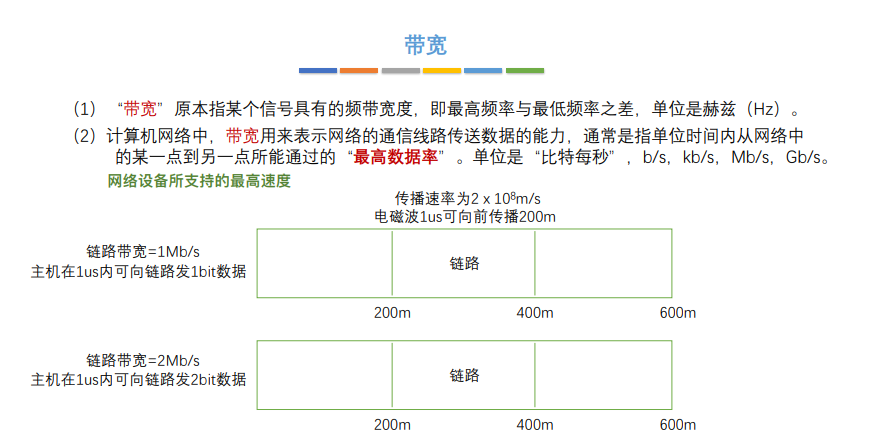 带宽
（1）“带宽”原本指某个信号具有的频带宽度，即最高频率与最低频率之差，单位是赫兹（Hz）。
（2）计算机网络中，带宽用来表示网络的通信线路传送数据的能力，通常是指单位时间内从网络中
的某一点到另一点所能通过的“最高数据率”。单位是“比特每秒”，b/s，kb/s，Mb/s，Gb/s。
网络设备所支持的最高速度
传播速率为2 x 10⁸m/s
电磁波1us可向前传播200m
链路带宽=1Mb/s
主机在1us内可向链路发1bit数据
链路
200m
400m
600m
链路带宽=2Mb/s
主机在1us内可向链路发2bit数据
链路
200m
400m
600m